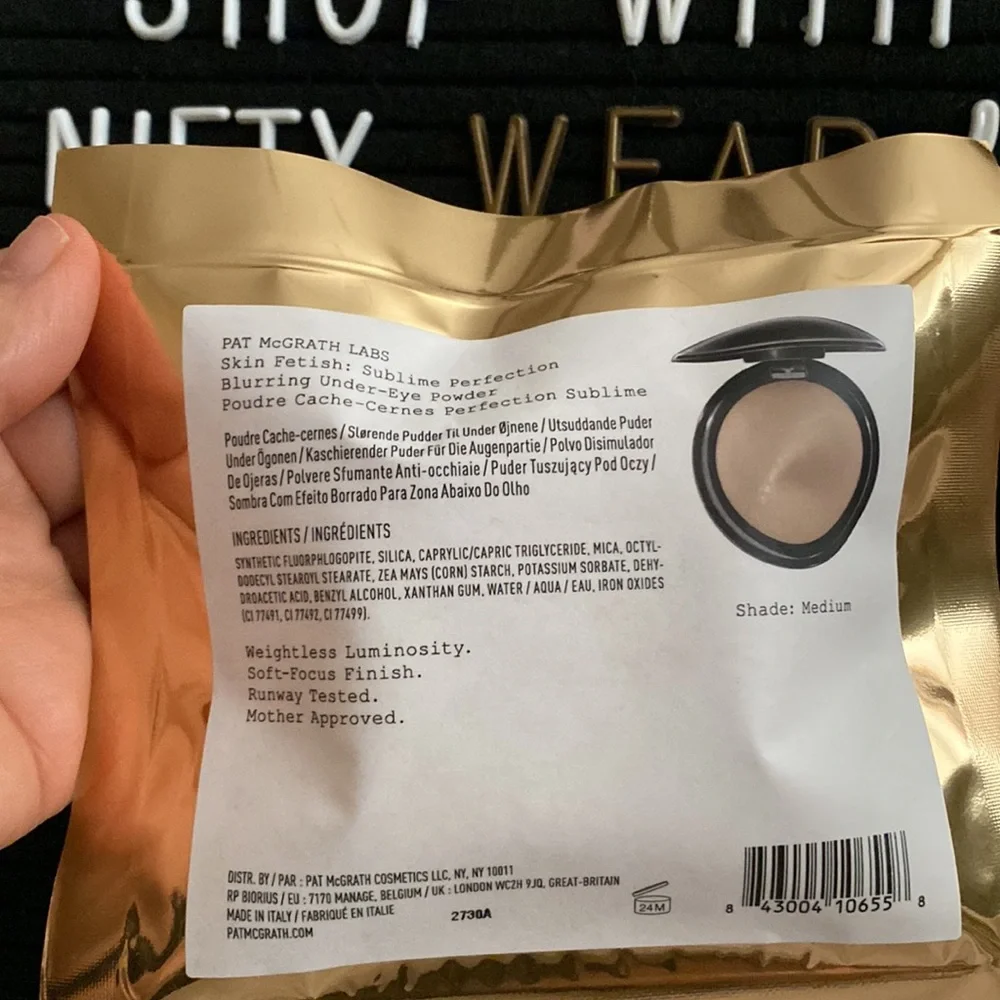 SHOP WITH
NIFTY WEAR
PAT McGRATH LABS
Skin Fetish: Sublime Perfection
Blurring Under-Eye Powder
Poudre Cache-Cernes Perfection Sublime
Poudre Cache-cernes / Slørende Pudder Til Under Øjnene / Utsuddande Puder
Under Ögonen / Kaschierender Puder Für Die Augenpartie / Polvo Disimulador
De Ojeras / Polvere Sfumante Anti-occhiaie / Puder Tuszujący Pod Oczy /
Sombra Com Efeito Borrado Para Zona Abaixo Do Olho
INGREDIENTS / INGRÉDIENTS
SYNTHETIC FLUORPHLOGOPITE, SILICA, CAPRYLIC/CAPRIC TRIGLYCERIDE, MICA, OCTYL-
DODECYL STEAROYL STEARATE, ZEA MAYS (CORN) STARCH, POTASSIUM SORBATE, DEHY-
DROACETIC ACID, BENZYL ALCOHOL, XANTHAN GUM, WATER / AQUA / EAU, IRON OXIDES
(CI 77491, CI 77492, CI 77499).
Shade: Medium
Weightless Luminosity.
Soft-Focus Finish.
Runway Tested.
Mother Approved.
DISTR. BY / PAR : PAT McGRATH COSMETICS LLC, NY, NY 10011
RP BIORIUS / EU : 7170 MANAGE, BELGIUM / UK : LONDON WC2H 9JQ, GREAT-BRITAIN
MADE IN ITALY / FABRIQUÉ EN ITALIE 2730A
PATMCGRATH.COM
24M
8 43004 10655 8